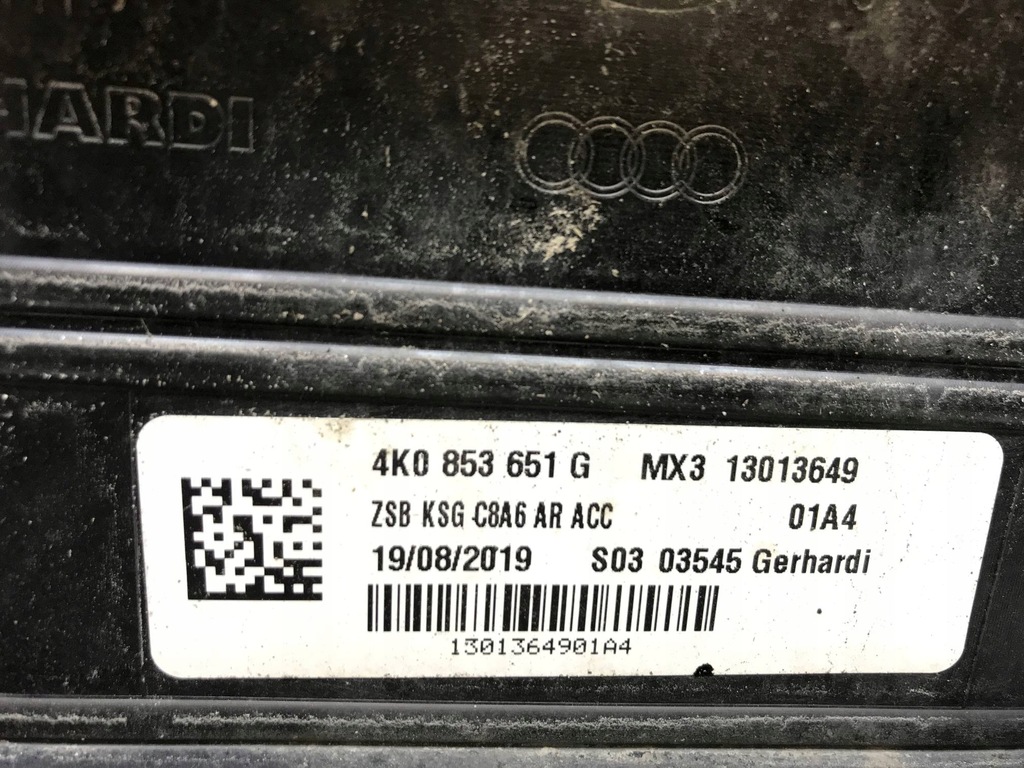 HARDI
4K0 853 651 G MX3 13013649
ZSB KSG C8A6 AR ACC 01A4
19/08/2019 S03 03545 Gerhardi
1301364901A4